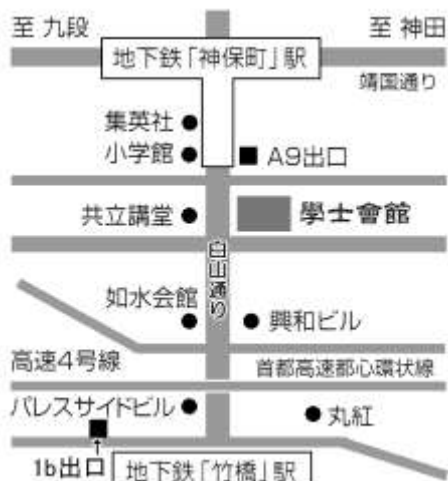 至 九段
至 神田
地下鉄「神保町」駅
靖国通り
集英社
小学館
A9出口
共立講堂
學士會館
白山通り
如水会館
興和ビル
高速4号線
首都高速都心環状線
パレスサイドビル
丸紅
1b出口
地下鉄「竹橋」駅